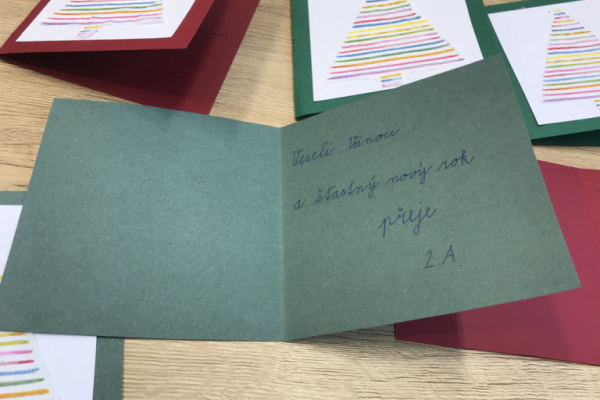 Veselé Vánoce
a šťastný nový rok
přeje
2.A